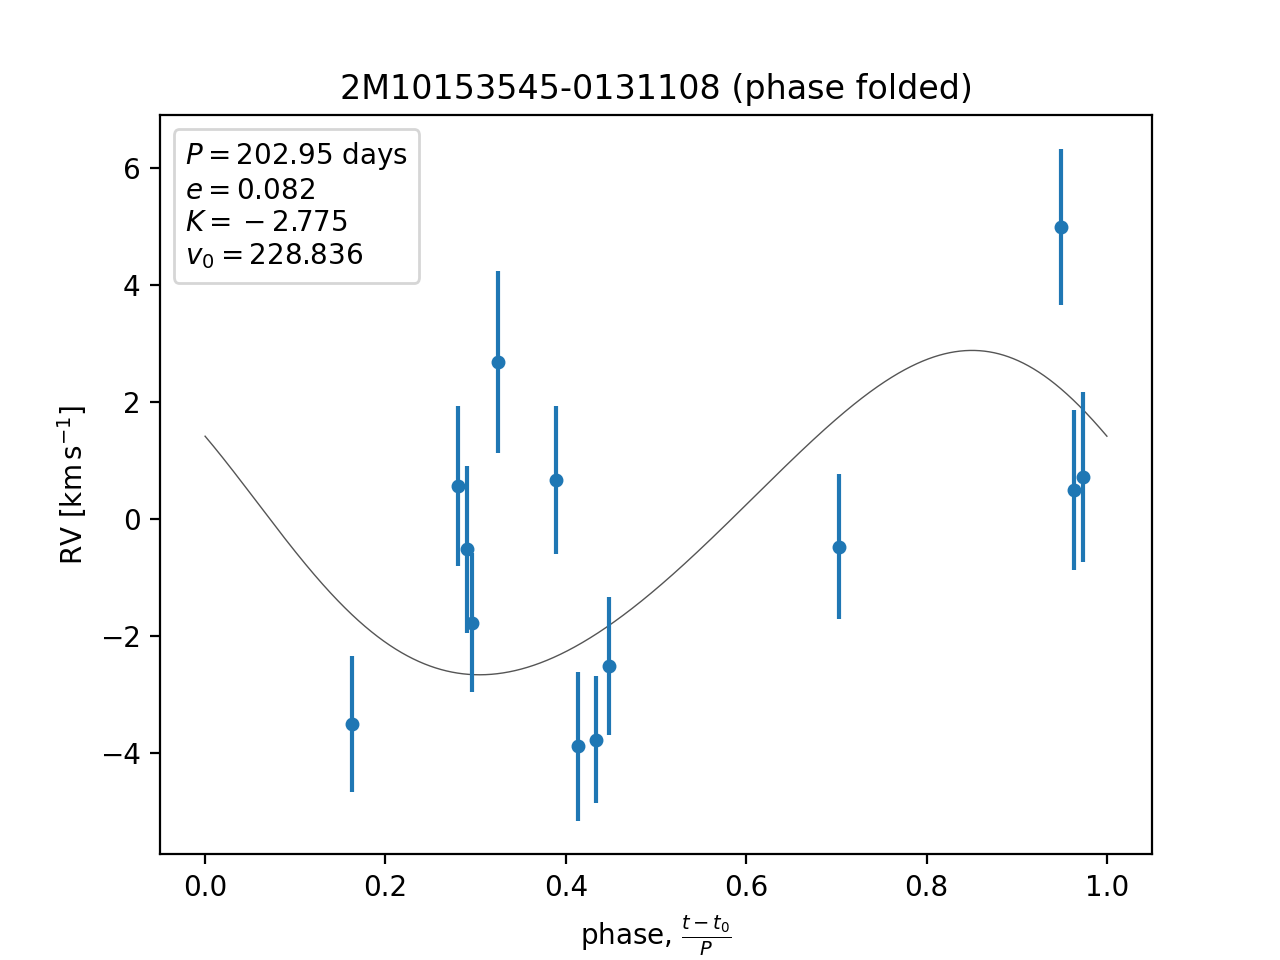 2M10153545-0131108 (phase folded)
P = 202.95 days
e = 0.082
K = −2.775
v₀ = 228.836
6
4
2
0
−2
−4
RV [km s⁻¹]
0.0 0.2 0.4 0.6 0.8 1.0
phase, (t − t₀)/P